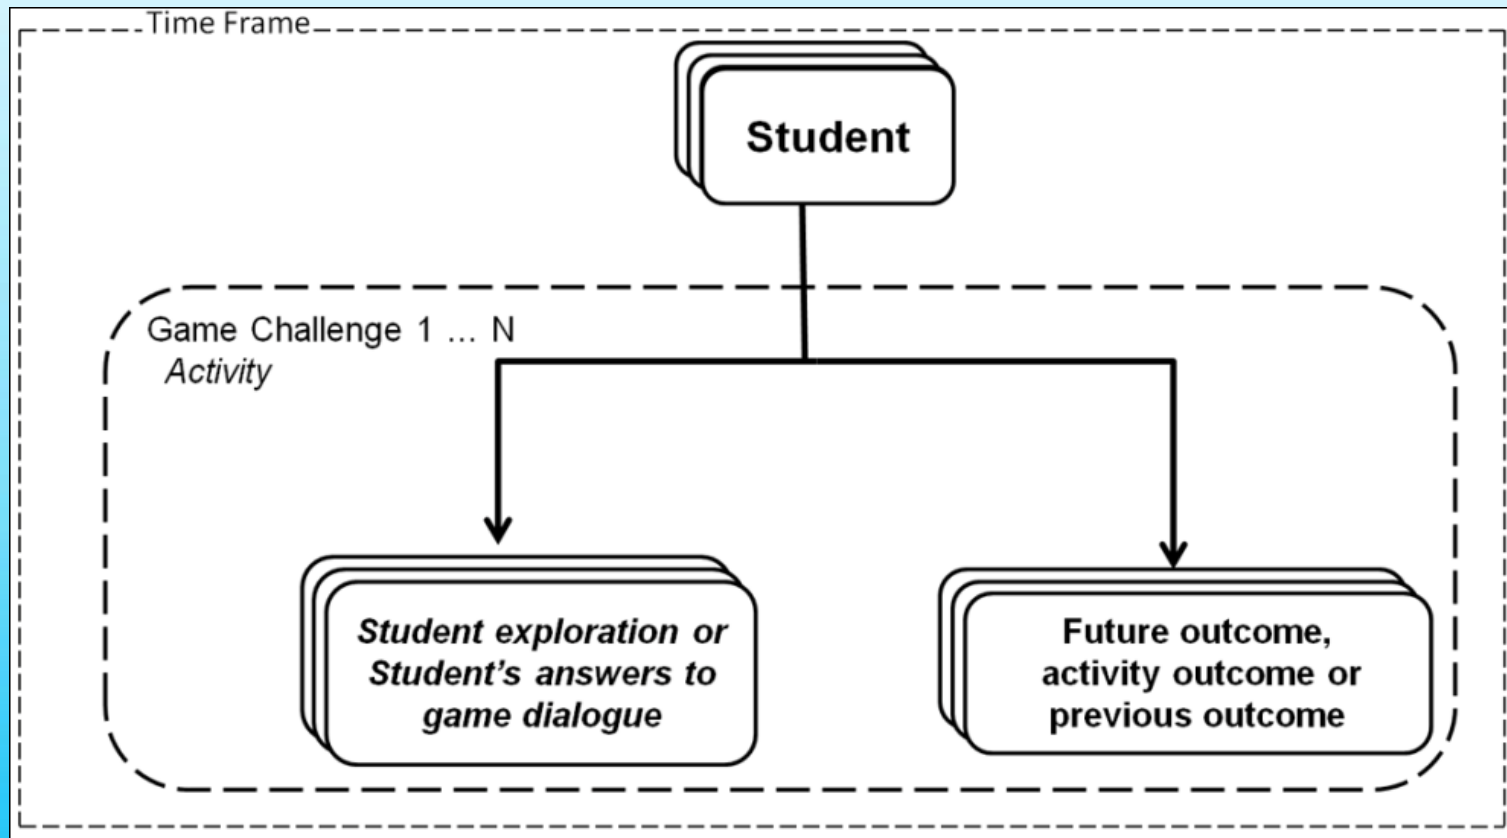 Time Frame
Student
Game Challenge 1 ... N
Activity
Student exploration or
Student’s answers to
game dialogue
Future outcome,
activity outcome or
previous outcome